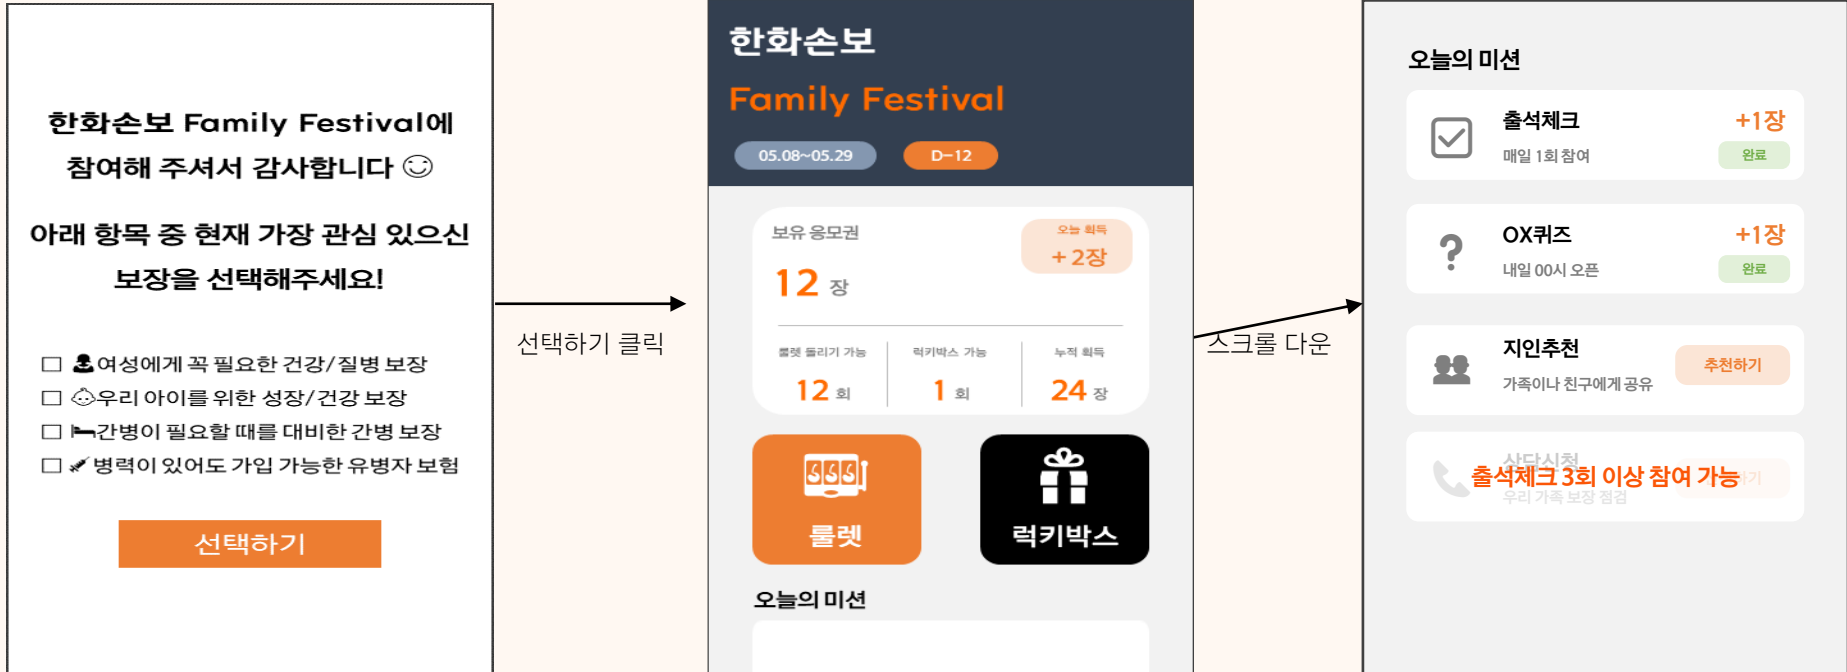 한화손보 Family Festival에
참여해 주셔서 감사합니다 ☺
아래 항목 중 현재 가장 관심 있으신
보장을 선택해주세요!
□ 여성에게 꼭 필요한 건강/질병 보장
□ 우리 아이를 위한 성장/건강 보장
□ 간병이 필요할 때를 대비한 간병 보장
□ 병력이 있어도 가입 가능한 유병자 보험
선택하기
선택하기 클릭
한화손보
Family Festival
05.08~05.29
D-12
보유 응모권
오늘 획득
+2장
12 장
룰렛 돌리기 가능
럭키박스 가능
누적 획득
12 회
1 회
24 장
룰렛
럭키박스
오늘의 미션
스크롤 다운
오늘의 미션
출석체크
+1장
매일 1회 참여
완료
OX퀴즈
+1장
내일 00시 오픈
완료
지인추천
추천하기
가족이나 친구에게 공유
상담신청
출석체크 3회 이상 참여 가능
우리 가족 보장 점검